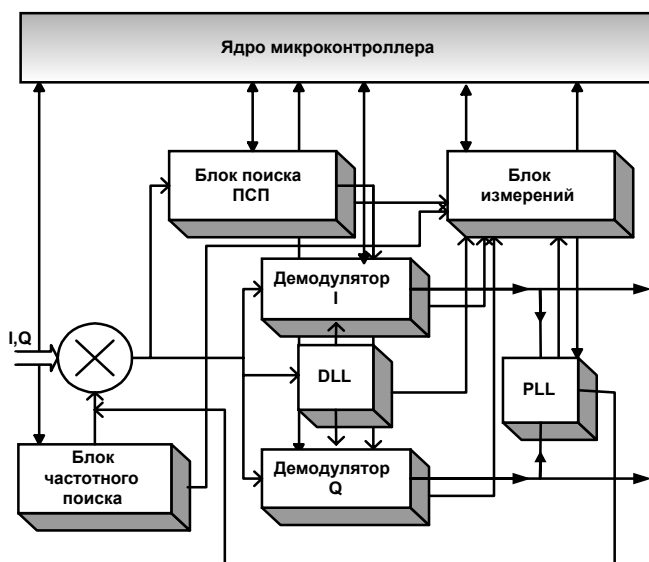 Ядро микроконтроллера
Блок поиска
ПСП
Блок
измерений
Демодулятор
I
I,Q
DLL
PLL
Блок
частотного
поиска
Демодулятор
Q